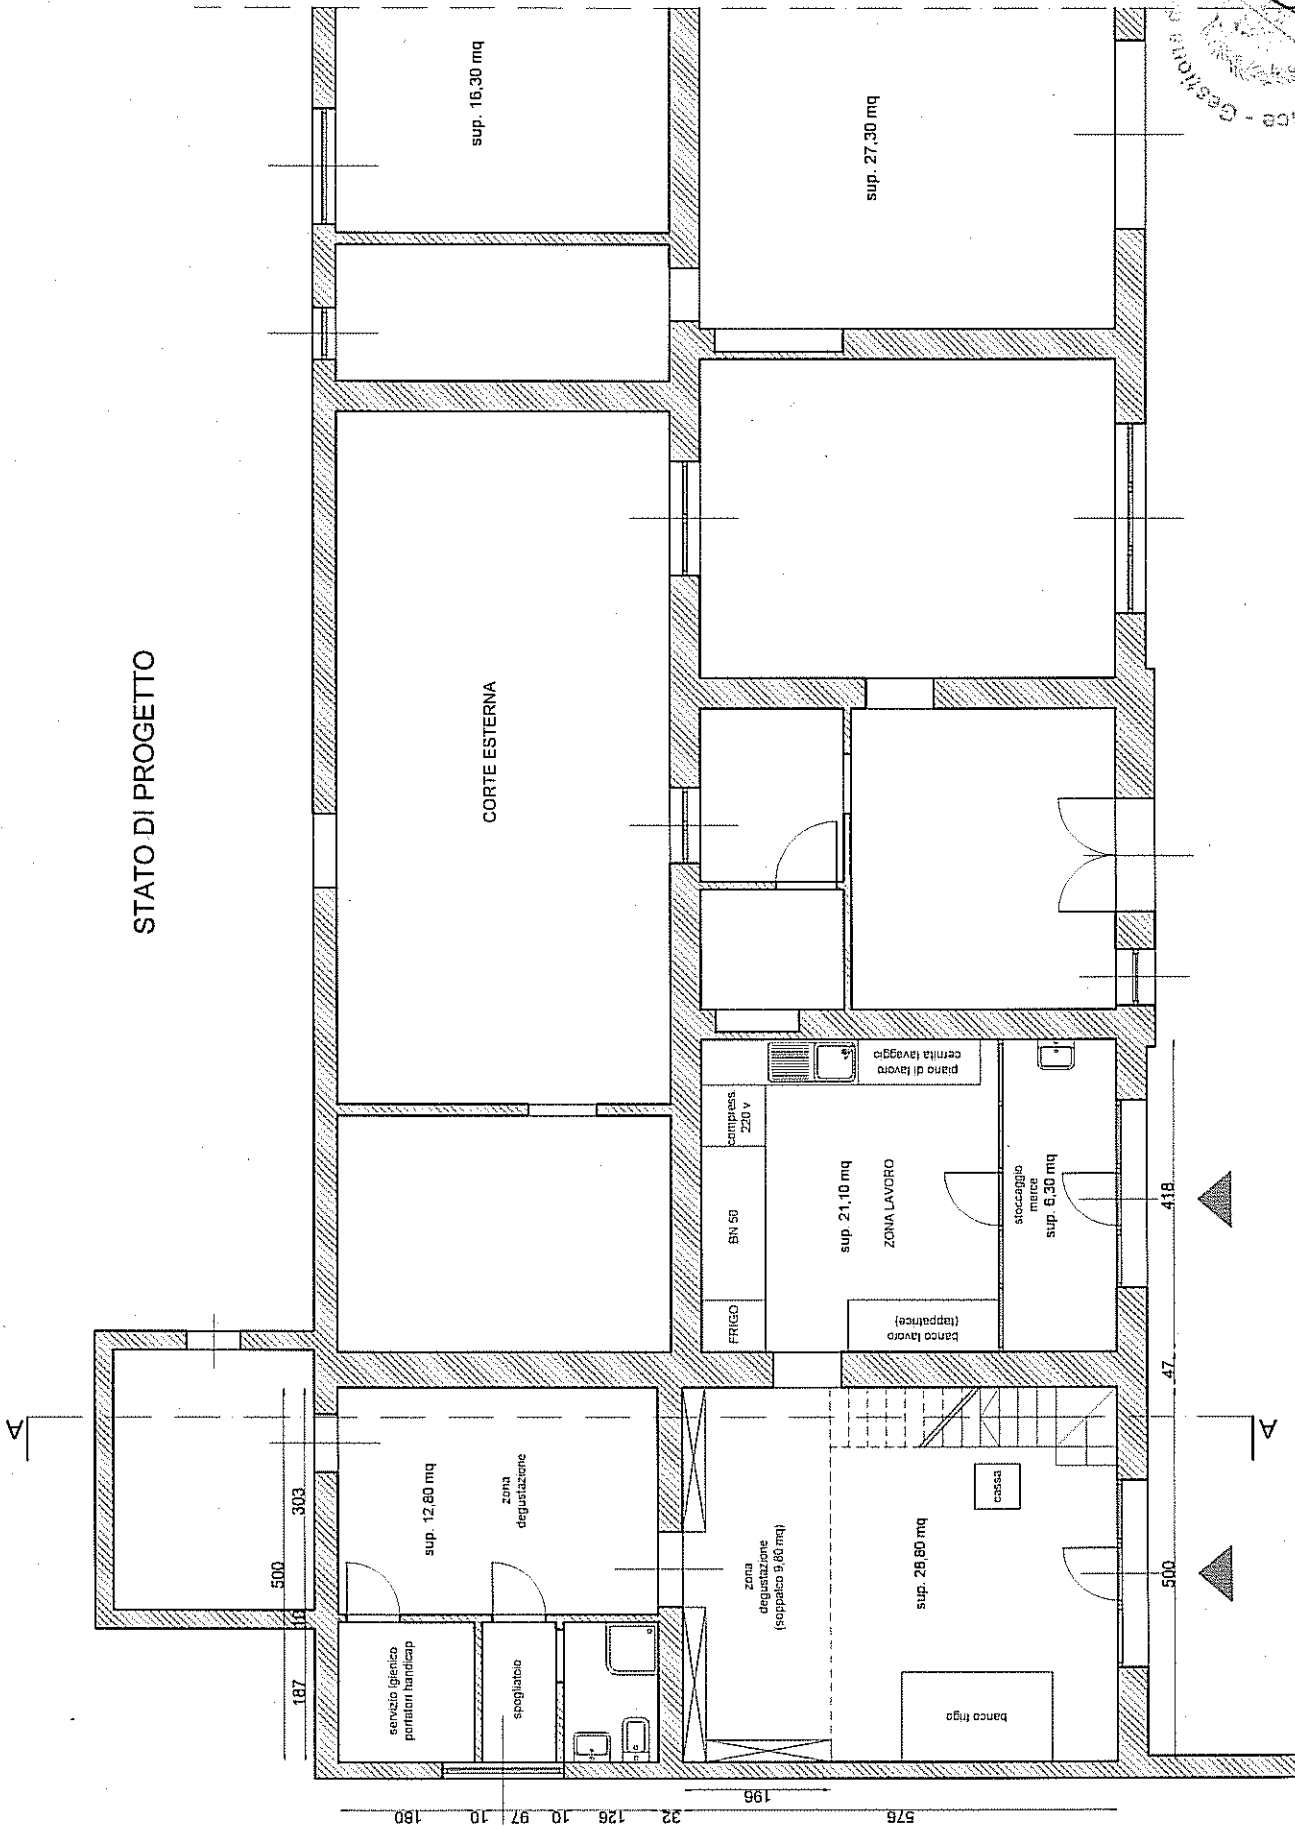 STATO DI PROGETTO
sup. 16,30 mq
sup. 27,30 mq
CORTE ESTERNA
compress.
220 v
piano di lavoro
cernita lavaggio
BN 50
sup. 21,10 mq
ZONA LAVORO
stoccaggio
merce
sup. 6,30 mq
FRIGO
banco lavoro
(tappatrice)
418
47
500
A
A
500
303
10
187
sup. 12,80 mq
zona
degustazione
servizio igienico
portatori handicap
spogliatoio
zona
degustazione
(soppalco 9,80 mq)
cassa
sup. 28,80 mq
banco frigo
180
10
97
10
126
32
196
576
Gestione